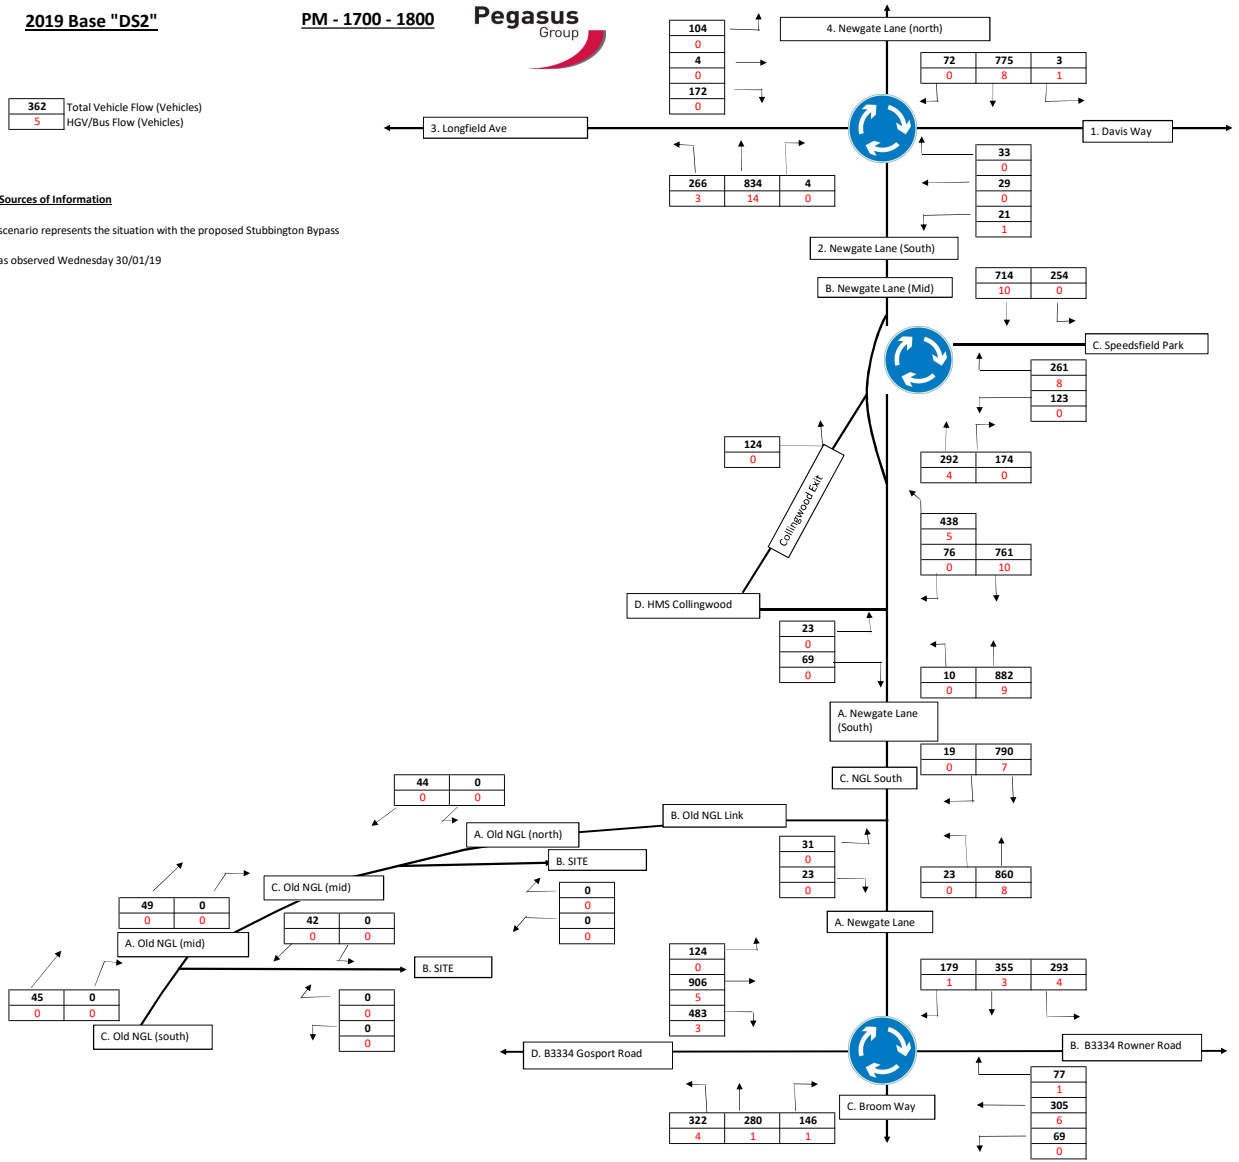 2019 Base "DS2"
PM - 1700 - 1800
Pegasus
Group
362 Total Vehicle Flow (Vehicles)
5 HGV/Bus Flow (Vehicles)
Sources of Information
scenario represents the situation with the proposed Stubbington Bypass
as observed Wednesday 30/01/19
104
0
4
0
172
0
4. Newgate Lane (north)
72 775 3
0 8 1
3. Longfield Ave
1. Davis Way
266 834 4
3 14 0
33
0
29
0
21
1
2. Newgate Lane (South)
B. Newgate Lane (Mid)
714 254
10 0
C. Speedsfield Park
261
8
123
0
124
0
292 174
4 0
Collingwood Exit
438
5
76 761
0 10
D. HMS Collingwood
23
0
69
0
10 882
0 9
A. Newgate Lane
(South)
19 790
0 7
C. NGL South
44 0
0 0
B. Old NGL Link
A. Old NGL (north)
31
0
23
0
23 860
0 8
B. SITE
C. Old NGL (mid)
0
0
0
0
49 0
0 0
42 0
0 0
A. Newgate Lane
A. Old NGL (mid)
B. SITE
45 0
0 0
0
0
0
0
C. Old NGL (south)
124
0
906
5
483
3
179 355 293
1 3 4
D. B3334 Gosport Road
B. B3334 Rowner Road
322 280 146
4 1 1
C. Broom Way
77
1
305
6
69
0